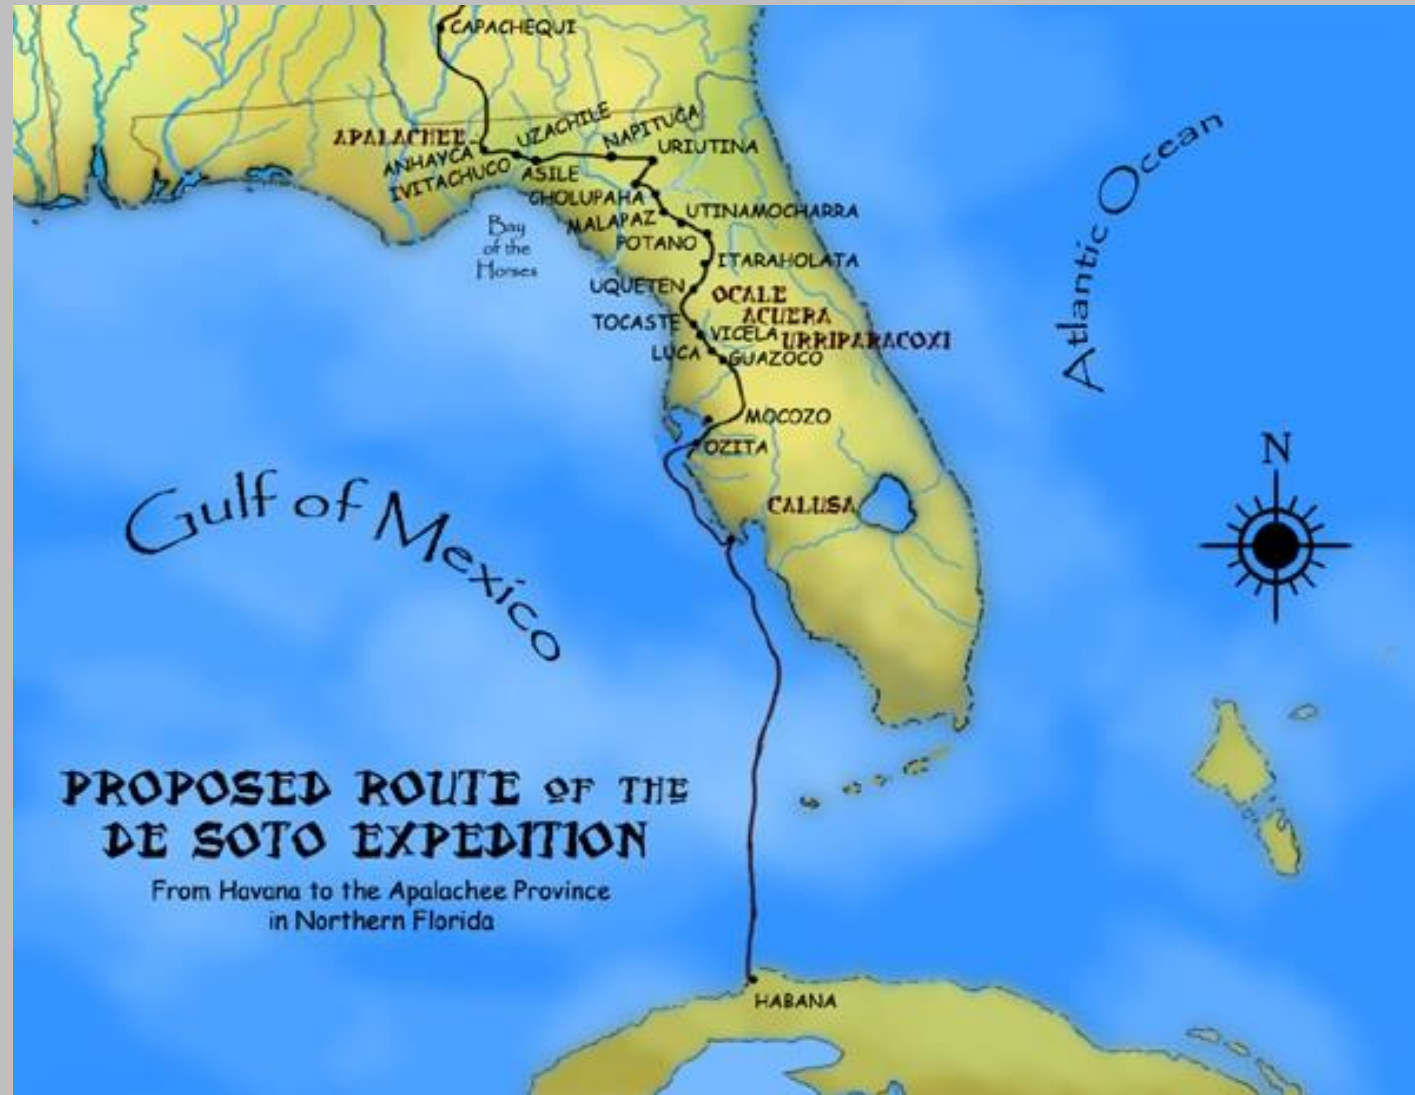 CAPACHEQUI
UZACHILE
NAPITUCA
APALACHEE
URIUTINA
ANHAYCA
IVITACHUCO
ASILE
CHOLUPAHA
UTINAMOCHARRA
MALAPAZ
POTANO
Bay
of the
Horses
ITARAHOLATA
UQUETEN
OCALE
ACUERA
TOCASTE
VICELA
URRIPARACOXI
LUCA
GUAZOCO
MOCOZO
OZITA
CALUSA
Atlantic Ocean
N
Gulf of Mexico
PROPOSED ROUTE OF THE
DE SOTO EXPEDITION
From Havana to the Apalachee Province
in Northern Florida
HABANA